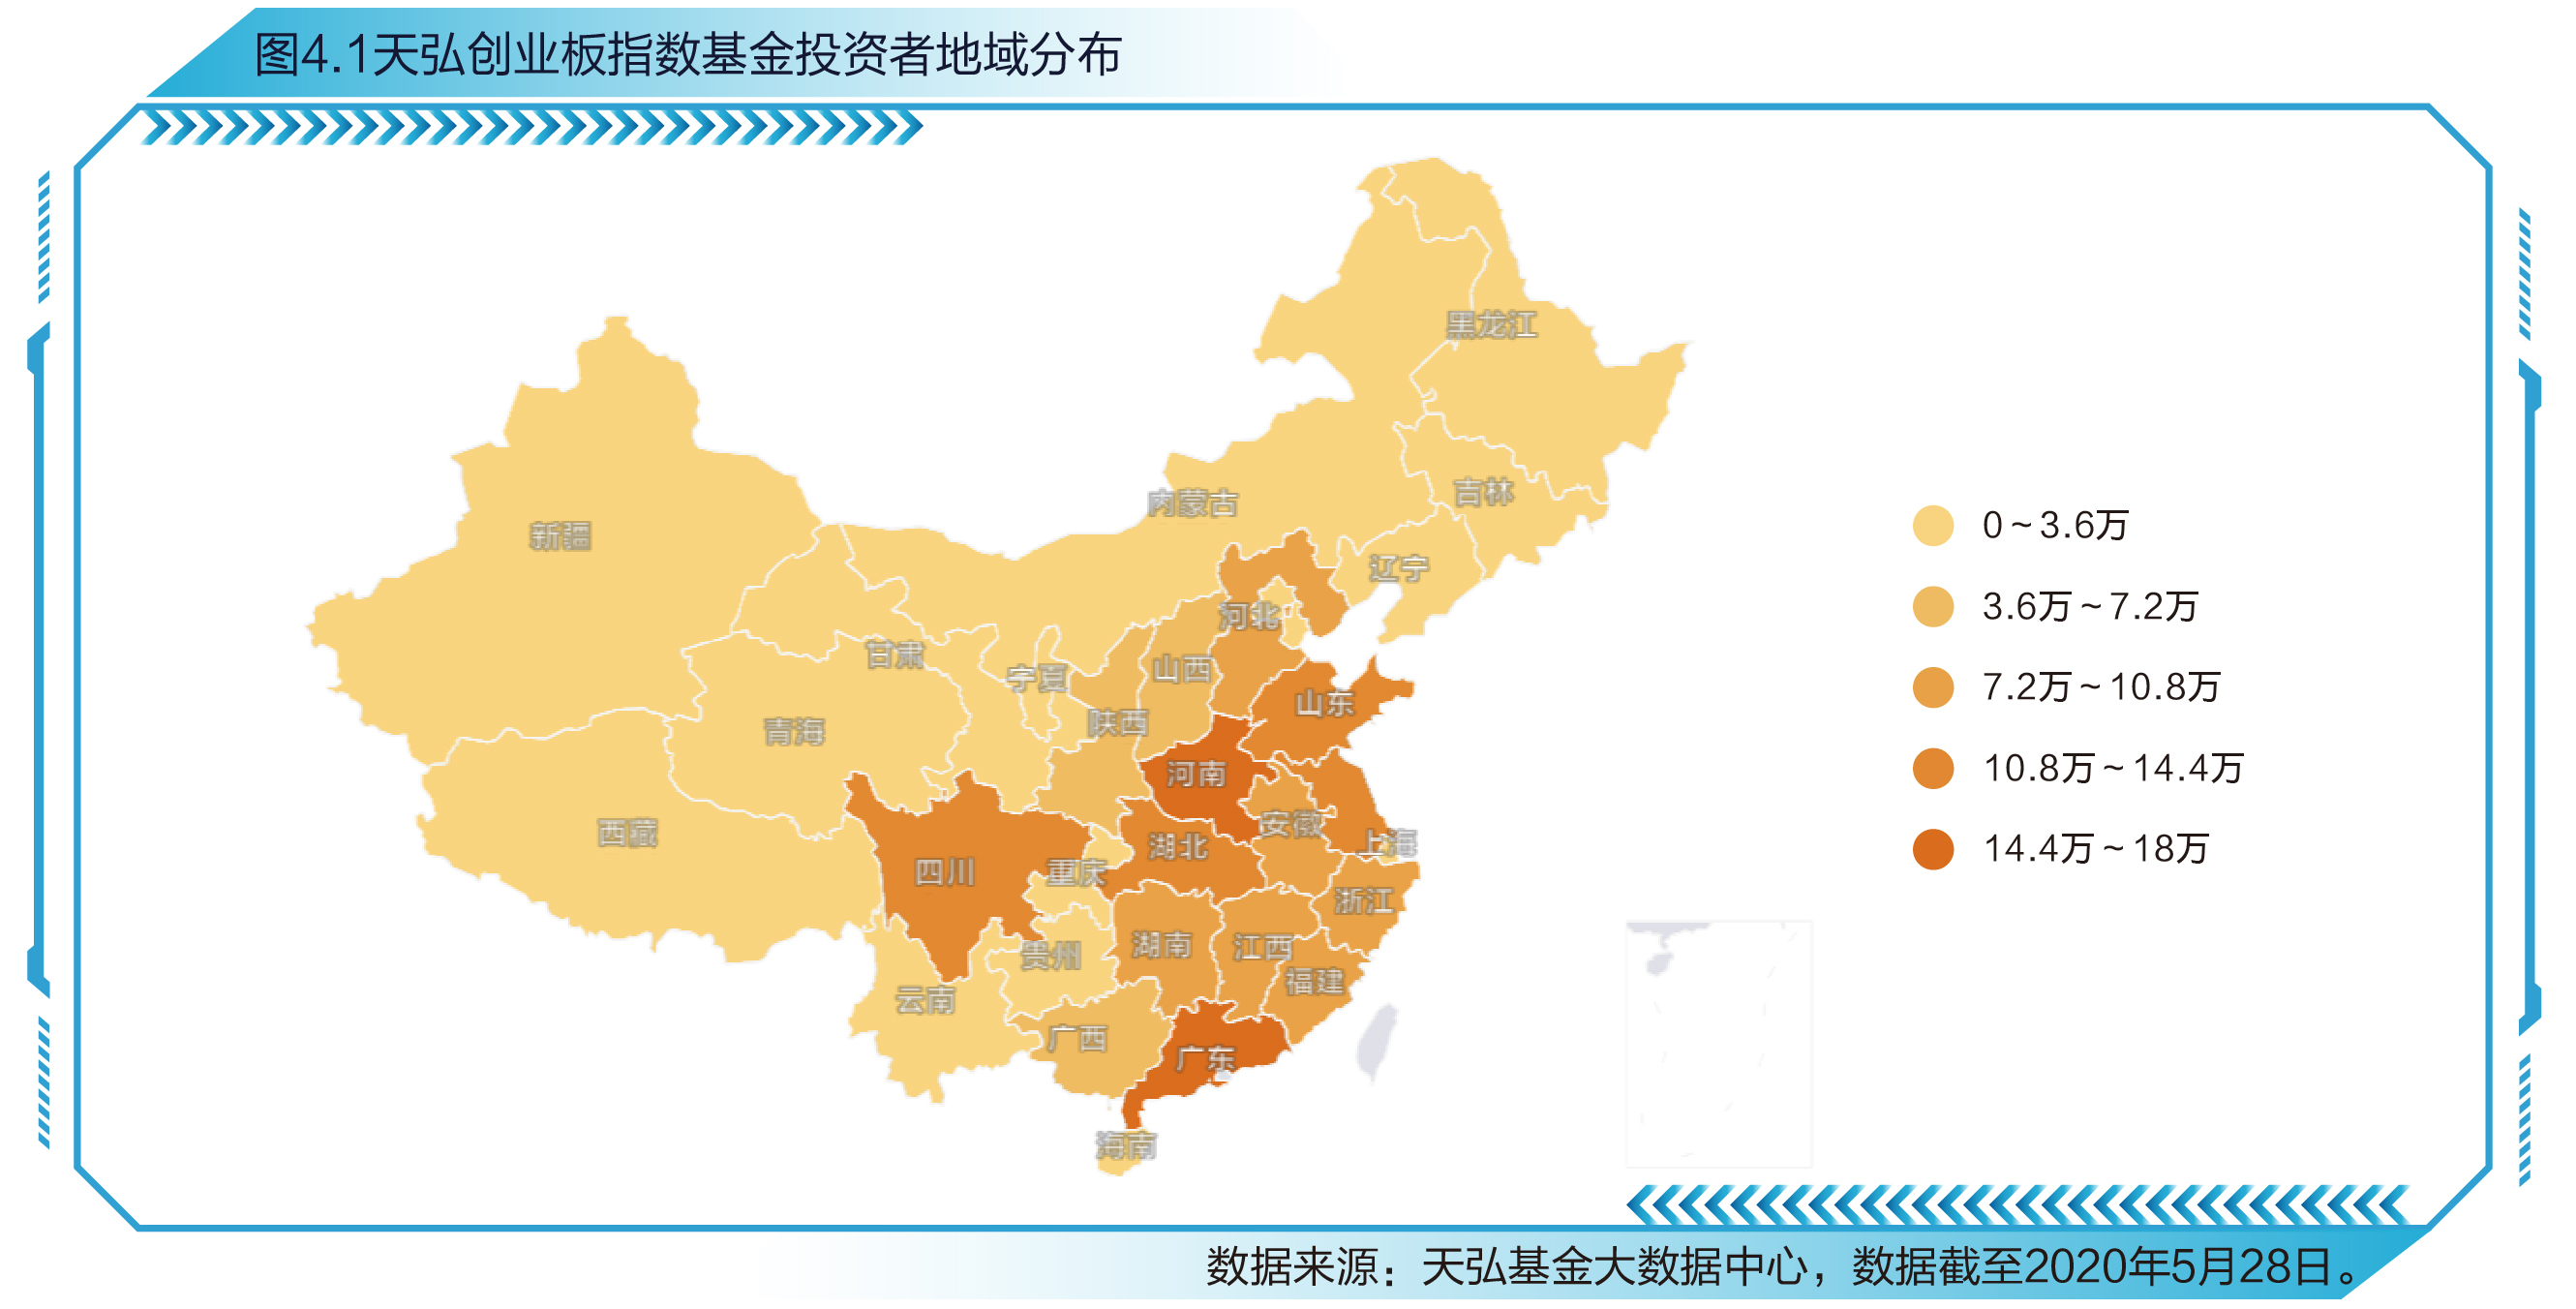 图4.1天弘创业板指数基金投资者地域分布
黑龙江
内蒙古
吉林
新疆
辽宁
河北
甘肃
宁夏
山西
山东
陕西
青海
河南
西藏
安徽
湖北
上海
四川
重庆
浙江
湖南
江西
贵州
福建
云南
广西
广东
海南
0~3.6万
3.6万~7.2万
7.2万~10.8万
10.8万~14.4万
14.4万~18万
数据来源：天弘基金大数据中心，数据截至2020年5月28日。